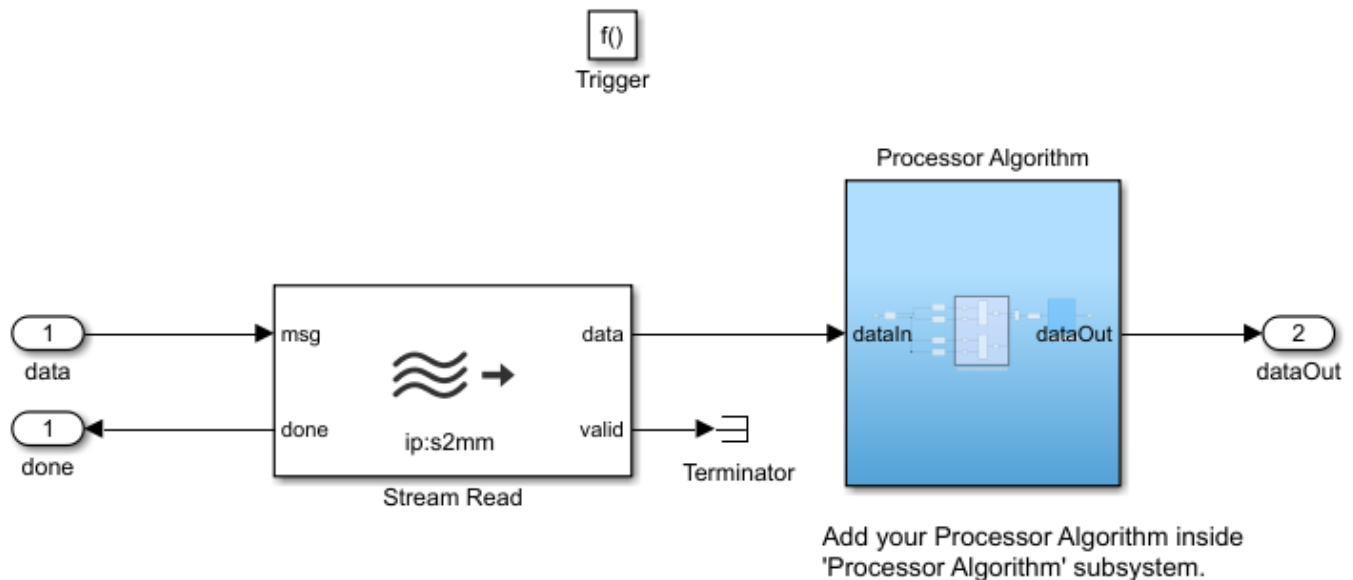 f()
Trigger
Processor Algorithm
1
data
msg
data
dataIn
dataOut
2
dataOut
1
done
done
valid
ip:s2mm
Terminator
Stream Read
Add your Processor Algorithm inside
'Processor Algorithm' subsystem.